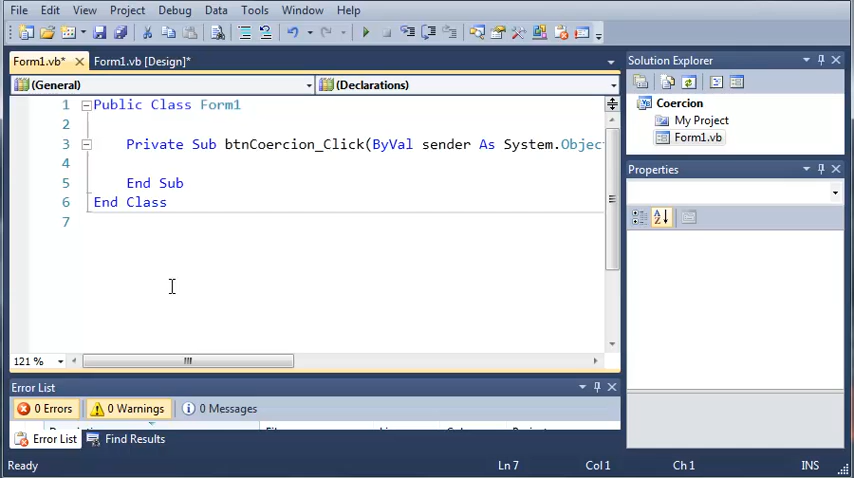 File Edit View Project Debug Data Tools Window Help
Form1.vb* Form1.vb [Design]*
(General) (Declarations)
1 Public Class Form1
2
3 Private Sub btnCoercion_Click(ByVal sender As System.Object
4
5 End Sub
6 End Class
7
121 %
Error List
0 Errors 0 Warnings 0 Messages
Error List Find Results
Solution Explorer
Coercion
My Project
Form1.vb
Properties
Ready Ln 7 Col 1 Ch 1 INS